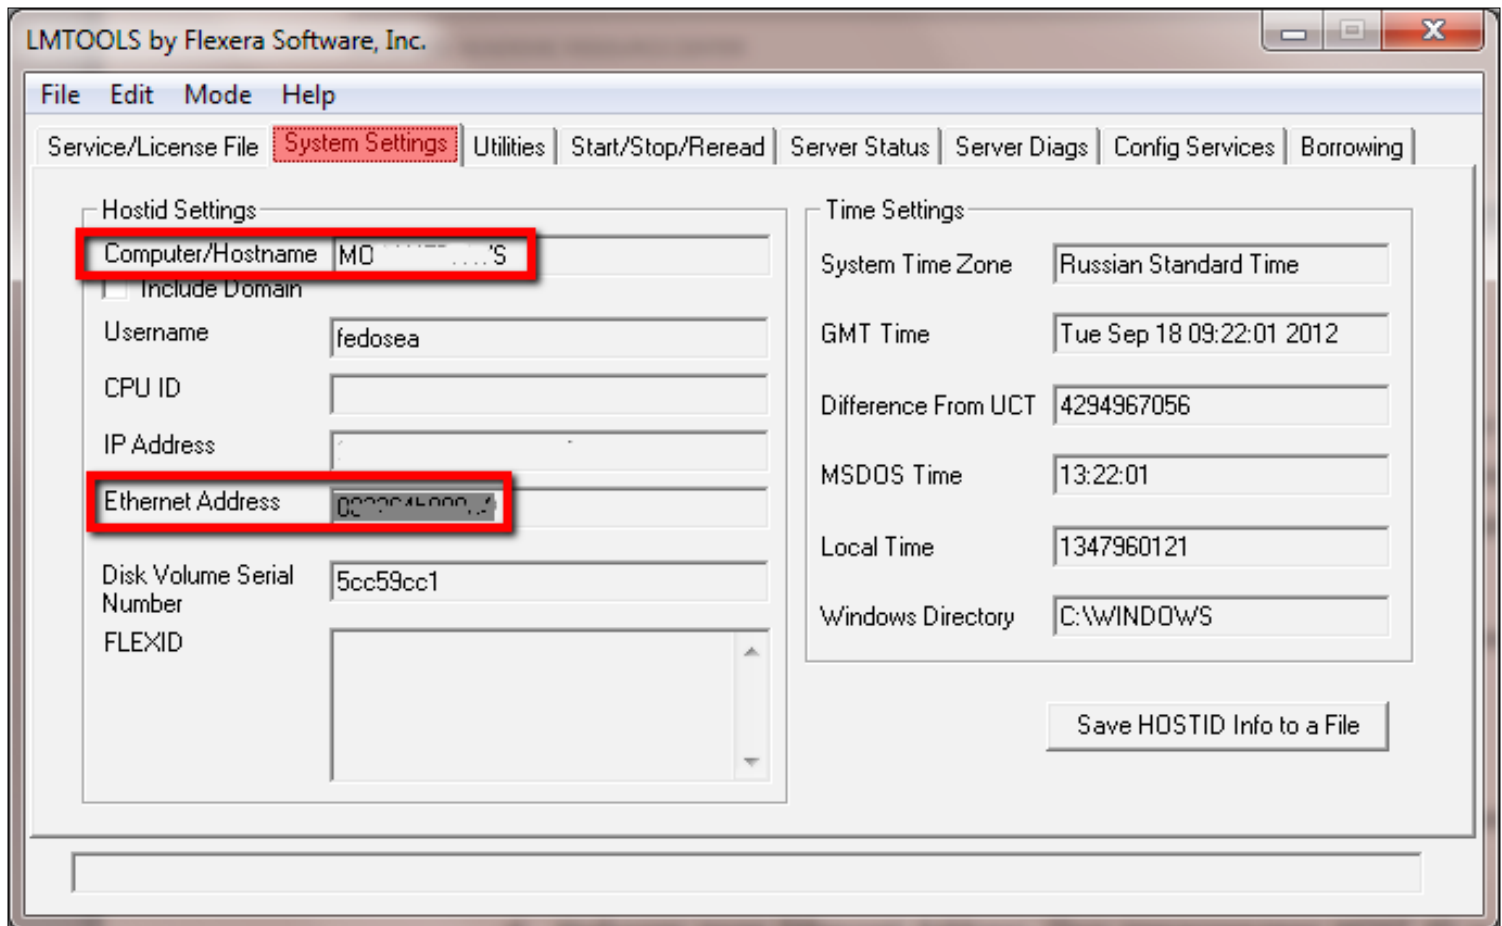 LMTOOLS by Flexera Software, Inc.
File Edit Mode Help
Service/License File System Settings Utilities Start/Stop/Reread Server Status Server Diags Config Services Borrowing
Hostid Settings
Computer/Hostname
Include Domain
Username fedosea
CPU ID
IP Address
Ethernet Address
Disk Volume Serial
Number 5cc59cc1
FLEXID
Time Settings
System Time Zone Russian Standard Time
GMT Time Tue Sep 18 09:22:01 2012
Difference From UCT 4294967056
MSDOS Time 13:22:01
Local Time 1347960121
Windows Directory C:\WINDOWS
Save HOSTID Info to a File